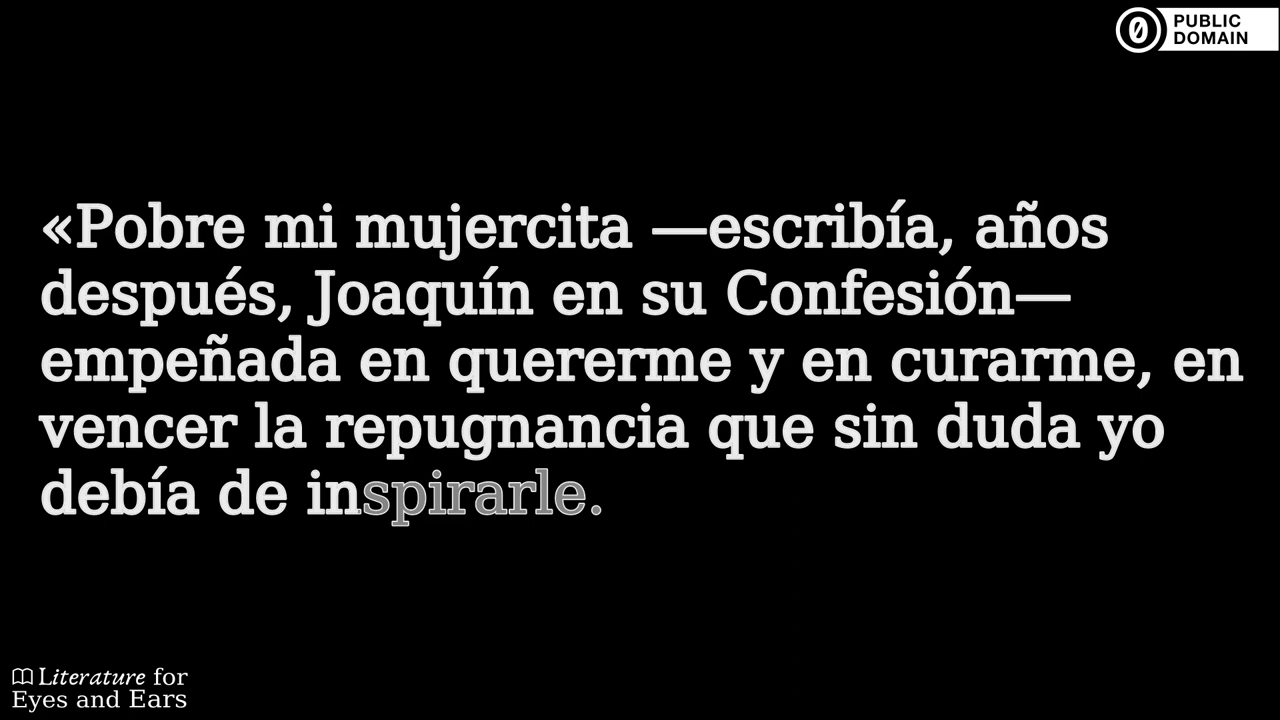 PUBLIC
DOMAIN
«Pobre mi mujercita —escribía, años
después, Joaquín en su Confesión—
empeñada en quererme y en curarme, en
vencer la repugnancia que sin duda yo
debía de inspirarle.
Literature for
Eyes and Ears